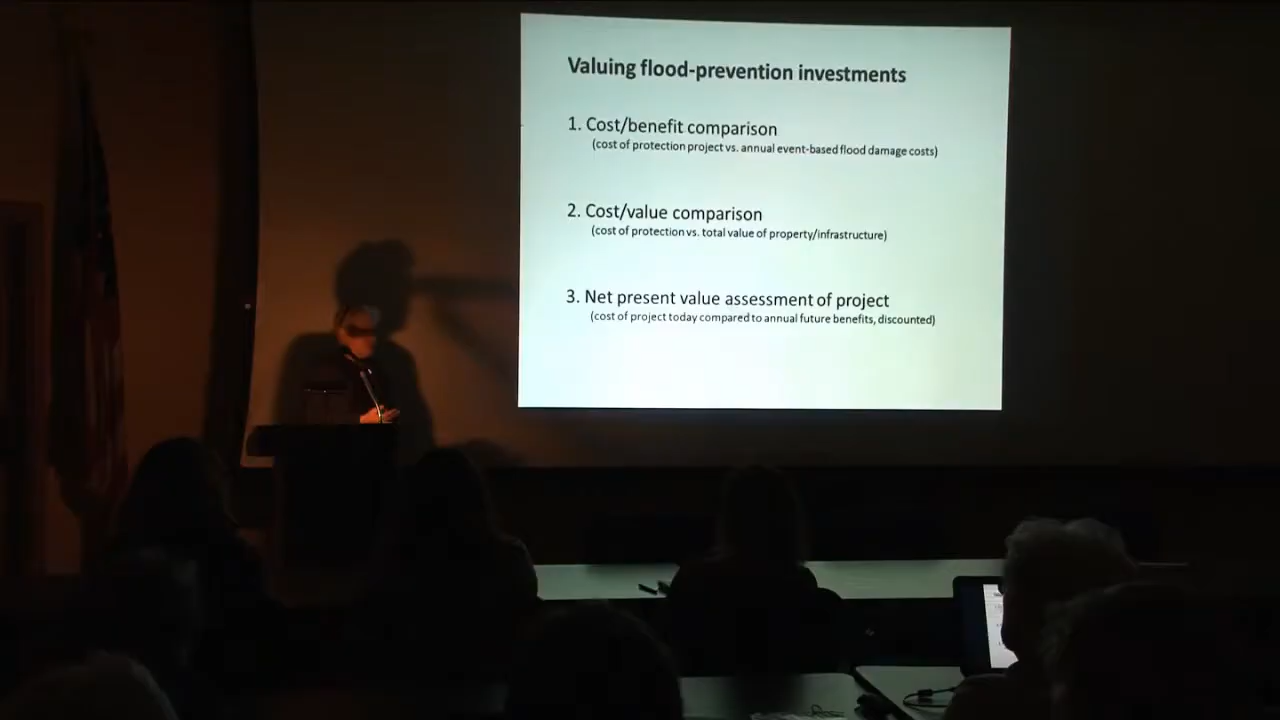 Valuing flood-prevention investments
1. Cost/benefit comparison
(cost of protection project vs. annual event-based flood damage costs)
2. Cost/value comparison
(cost of protection vs. total value of property/infrastructure)
3. Net present value assessment of project
(cost of project today compared to annual future benefits, discounted)